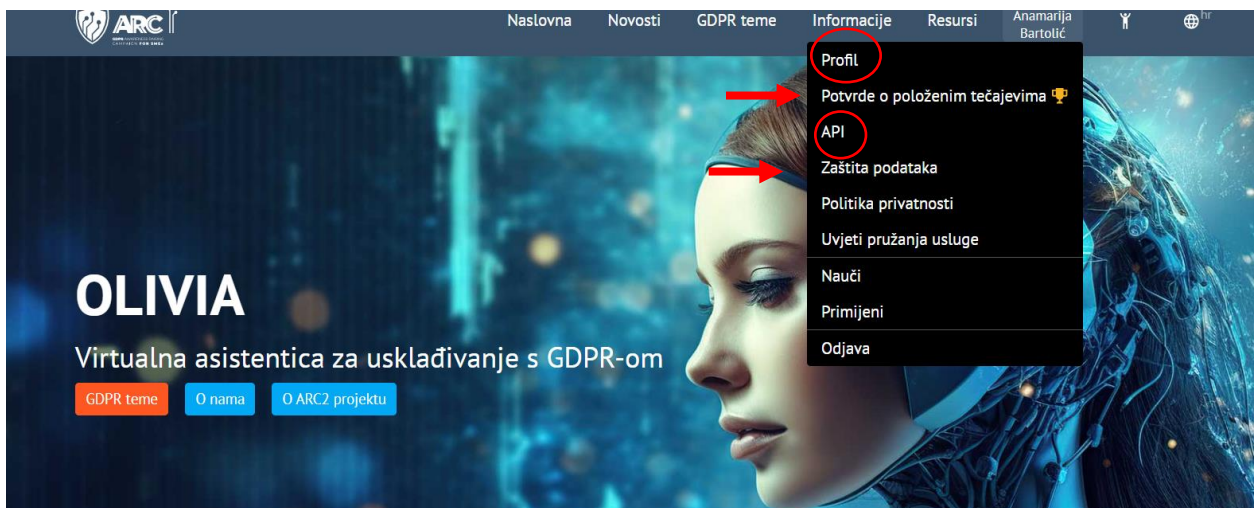 ARC
Naslovna Novosti GDPR teme Informacije Resursi Anamarija Bartolić hr
Profil
Potvrde o položenim tečajevima
API
Zaštita podataka
Politika privatnosti
Uvjeti pružanja usluge
Nauči
Primijeni
Odjava
OLIVIA
Virtualna asistentica za usklađivanje s GDPR-om
GDPR teme O nama O ARC2 projektu